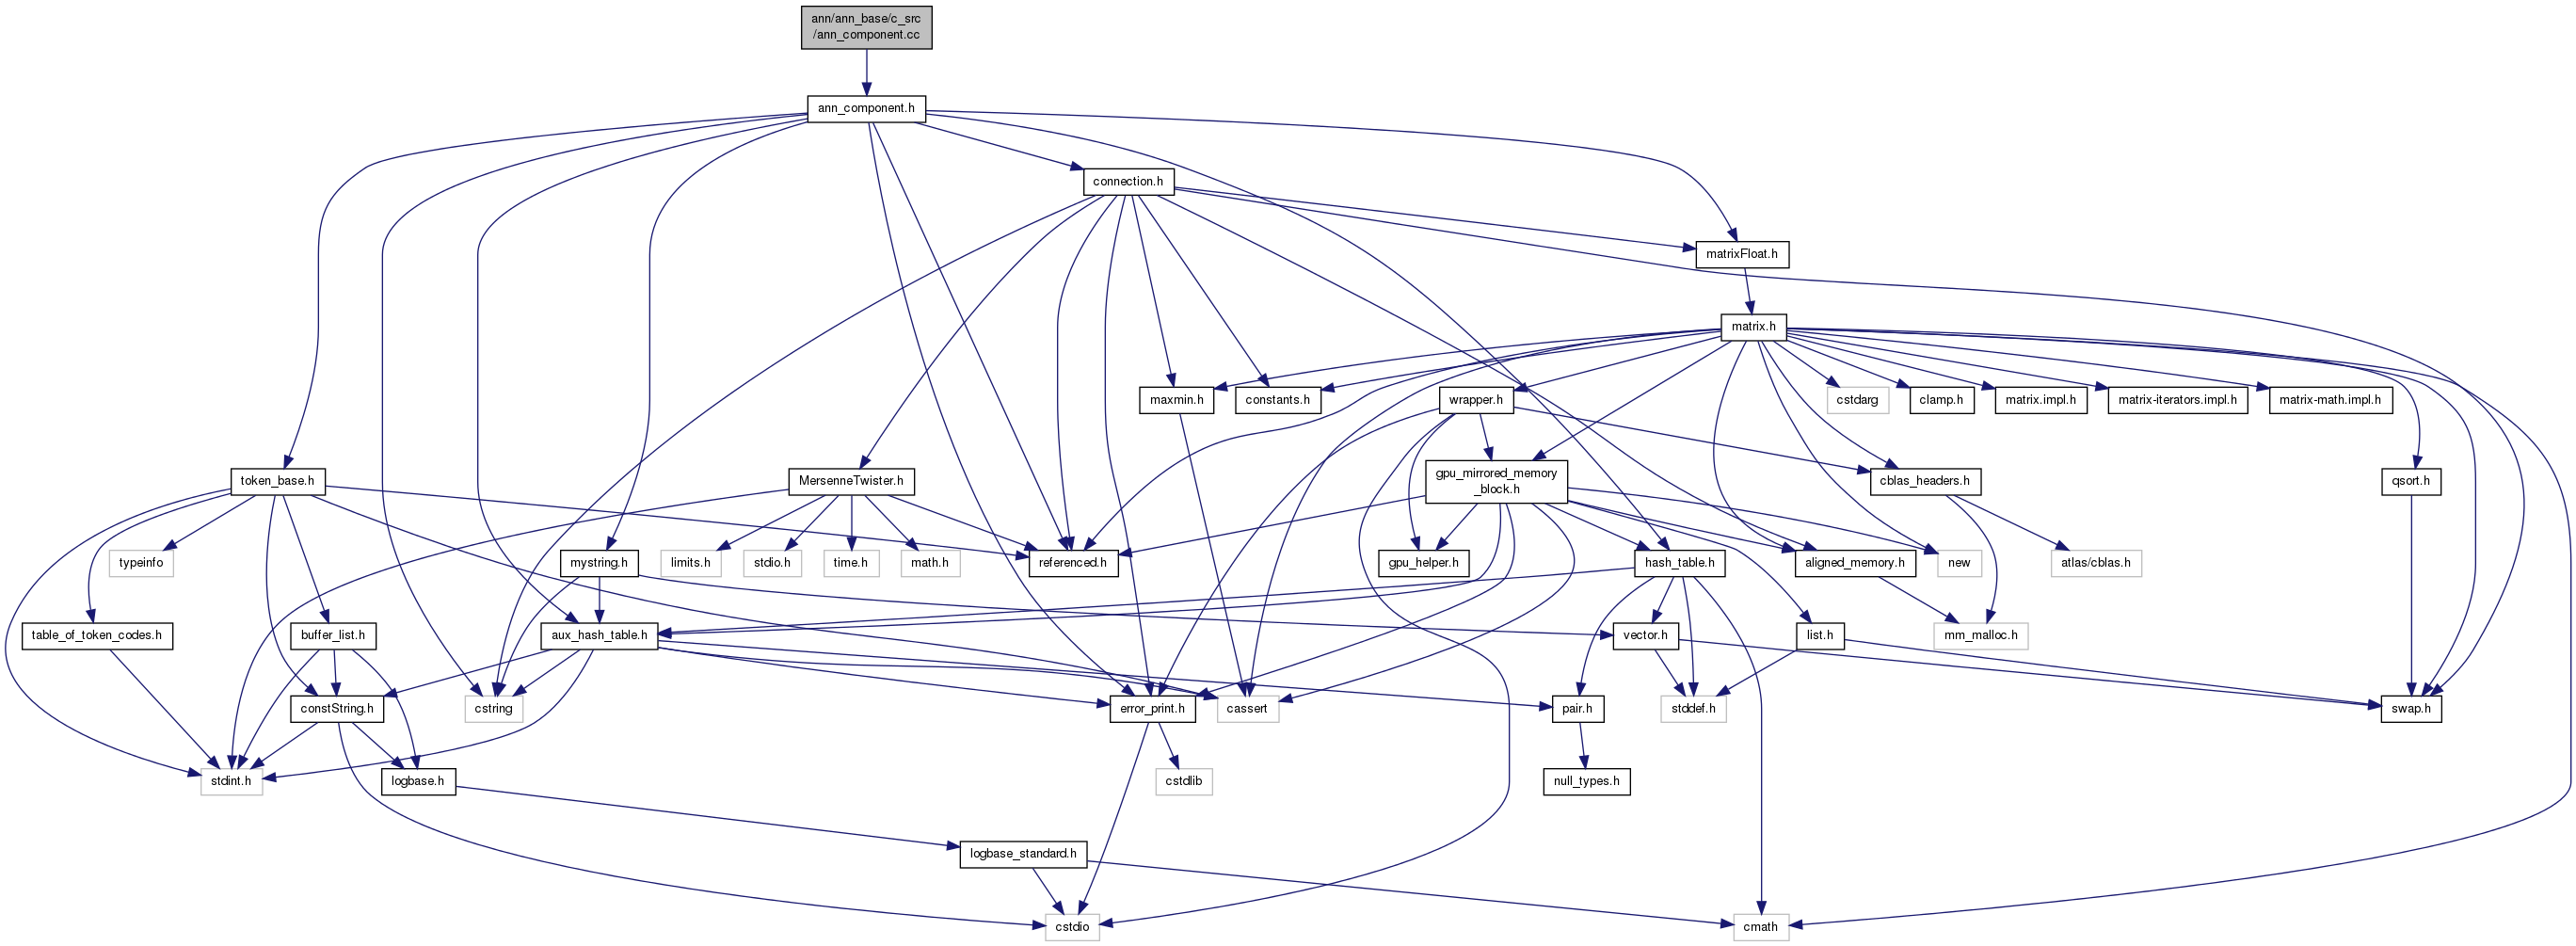 ann/ann_base/c_src
/ann_component.cc
ann_component.h
connection.h
matrixFloat.h
matrix.h
maxmin.h
constants.h
wrapper.h
cstdarg
clamp.h
matrix.impl.h
matrix-iterators.impl.h
matrix-math.impl.h
token_base.h
MersenneTwister.h
gpu_mirrored_memory
_block.h
cblas_headers.h
qsort.h
typeinfo
mystring.h
limits.h
stdio.h
time.h
math.h
referenced.h
gpu_helper.h
hash_table.h
aligned_memory.h
new
atlas/cblas.h
table_of_token_codes.h
buffer_list.h
aux_hash_table.h
vector.h
list.h
mm_malloc.h
constString.h
cstring
error_print.h
cassert
pair.h
stddef.h
swap.h
stdint.h
logbase.h
cstdlib
null_types.h
logbase_standard.h
cstdio
cmath